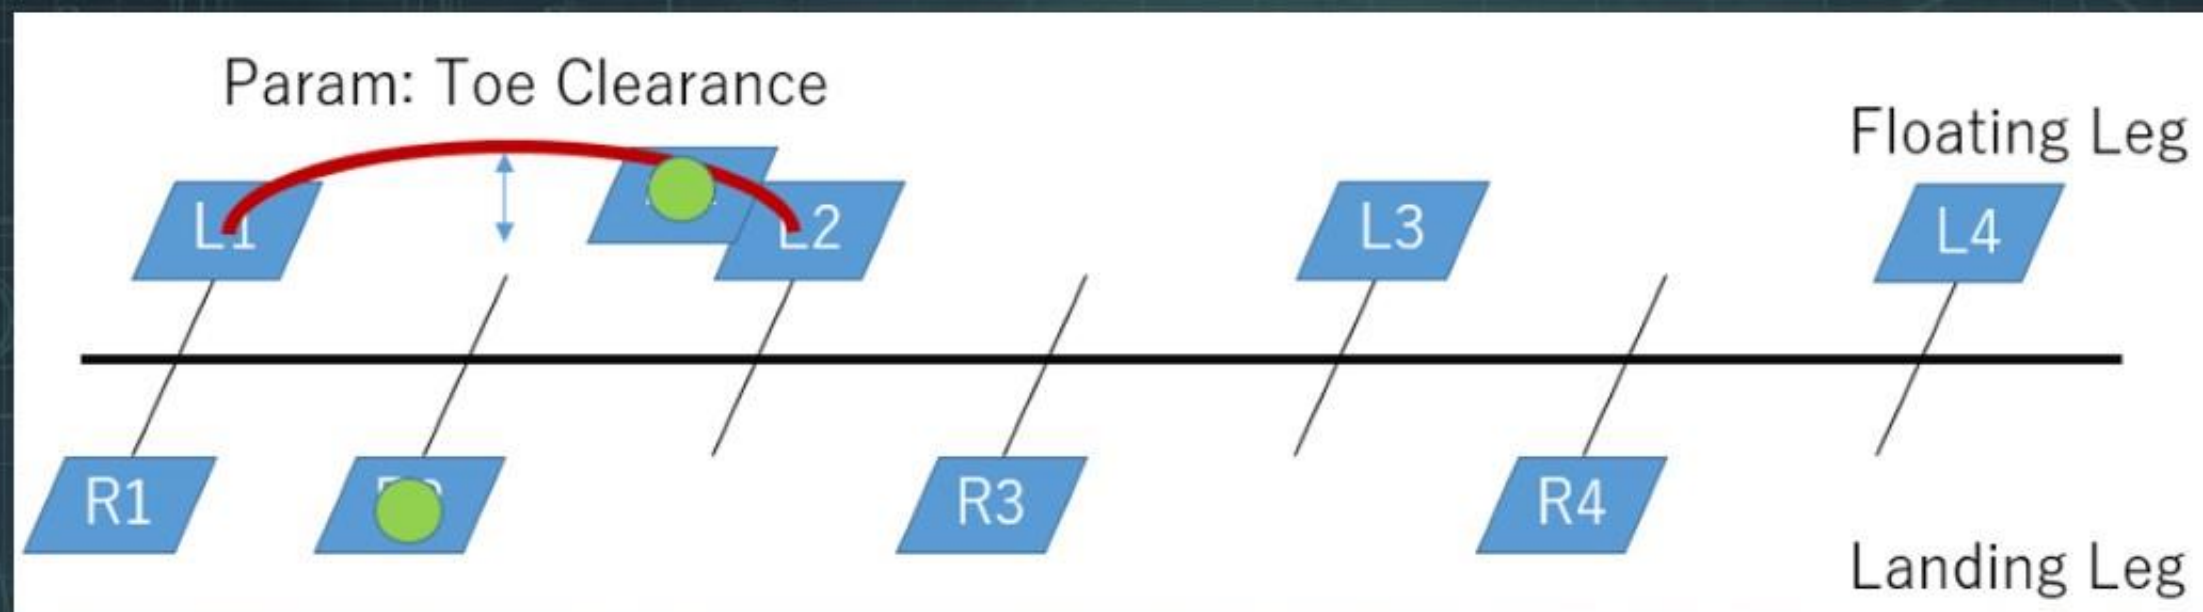 Param: Toe Clearance
Floating Leg
L1
L2
L3
L4
R1
R3
R4
Landing Leg